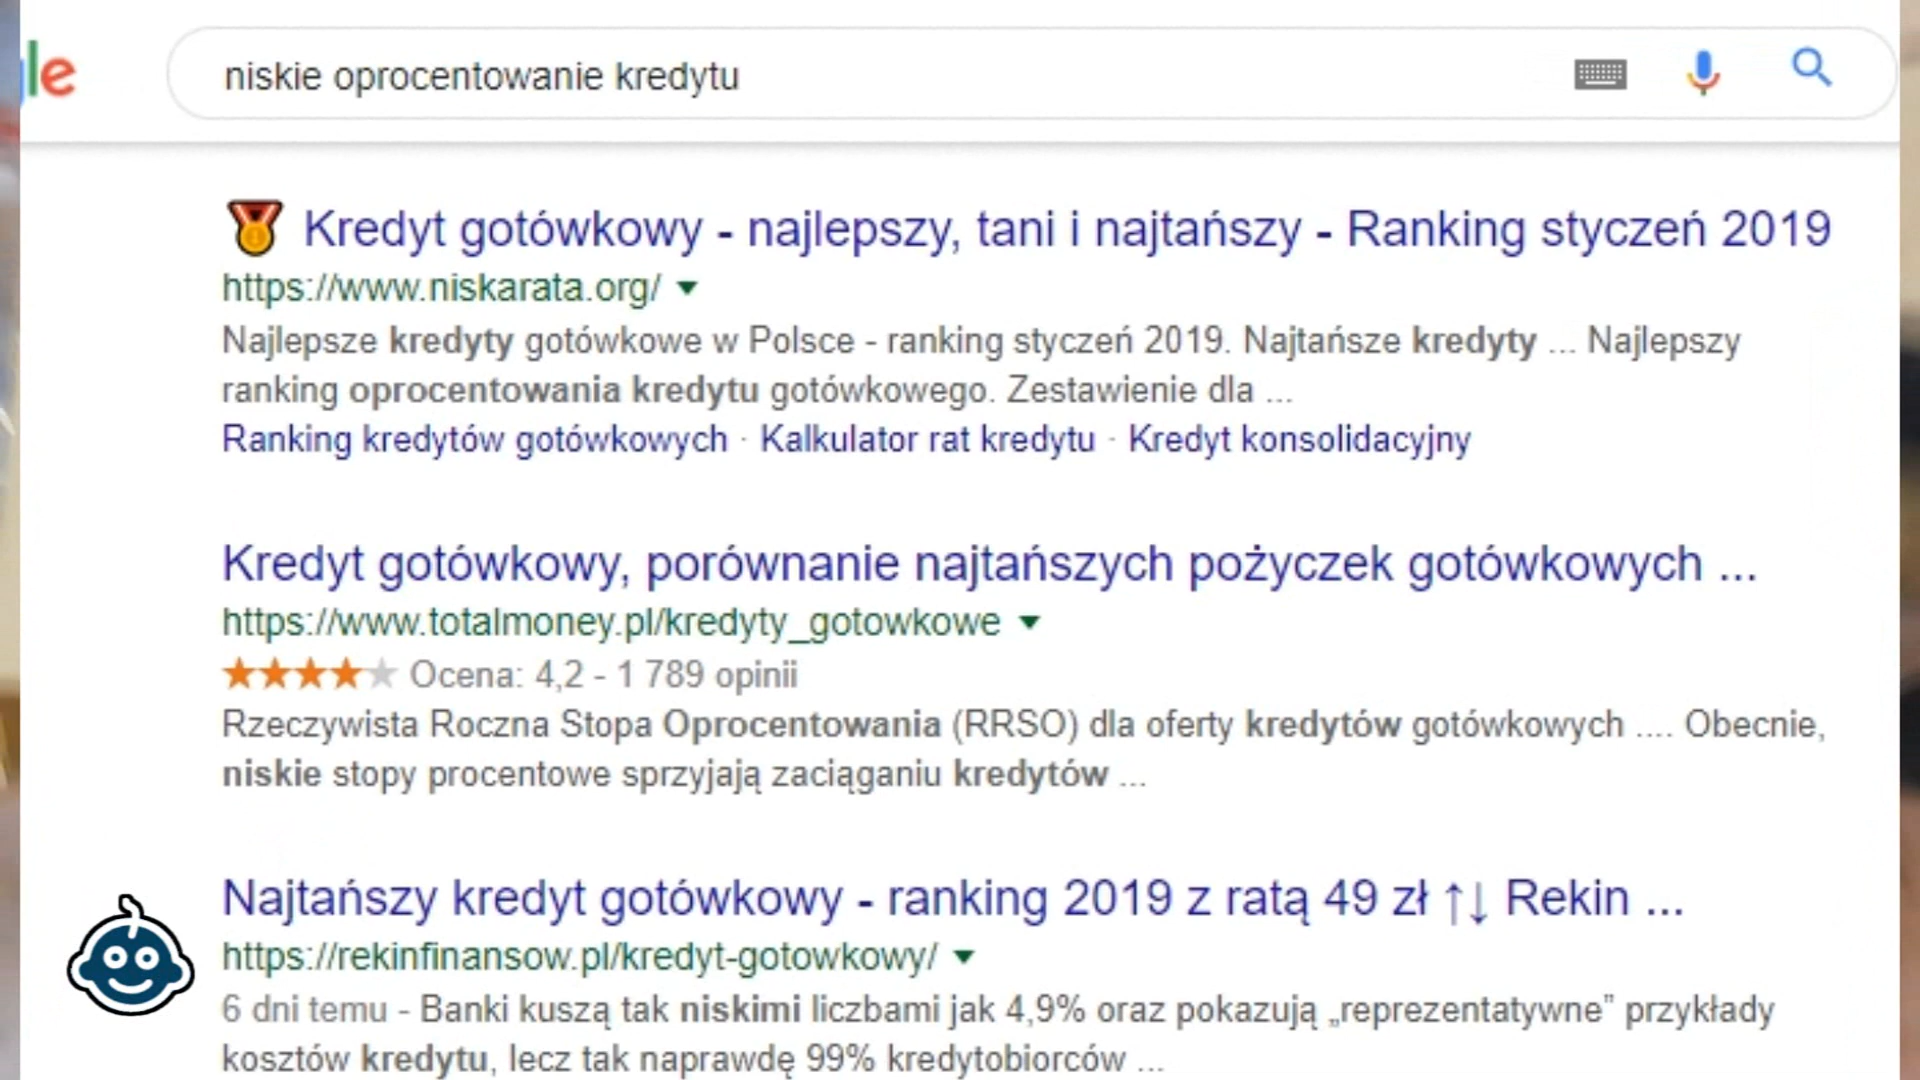 le
niskie oprocentowanie kredytu
Kredyt gotówkowy - najlepszy, tani i najtańszy - Ranking styczeń 2019
https://www.niskarata.org/
Najlepsze kredyty gotówkowe w Polsce - ranking styczeń 2019. Najtańsze kredyty ... Najlepszy
ranking oprocentowania kredytu gotówkowego. Zestawienie dla ...
Ranking kredytów gotówkowych · Kalkulator rat kredytu · Kredyt konsolidacyjny
Kredyt gotówkowy, porównanie najtańszych pożyczek gotówkowych ...
https://www.totalmoney.pl/kredyty_gotowkowe
Ocena: 4,2 - 1 789 opinii
Rzeczywista Roczna Stopa Oprocentowania (RRSO) dla oferty kredytów gotówkowych .... Obecnie,
niskie stopy procentowe sprzyjają zaciąganiu kredytów ...
Najtańszy kredyt gotówkowy - ranking 2019 z ratą 49 zł ↑↓ Rekin ...
https://rekinfinansow.pl/kredyt-gotowkowy/
6 dni temu - Banki kuszą tak niskimi liczbami jak 4,9% oraz pokazują „reprezentatywne” przykłady
kosztów kredytu, lecz tak naprawdę 99% kredytobiorców ...